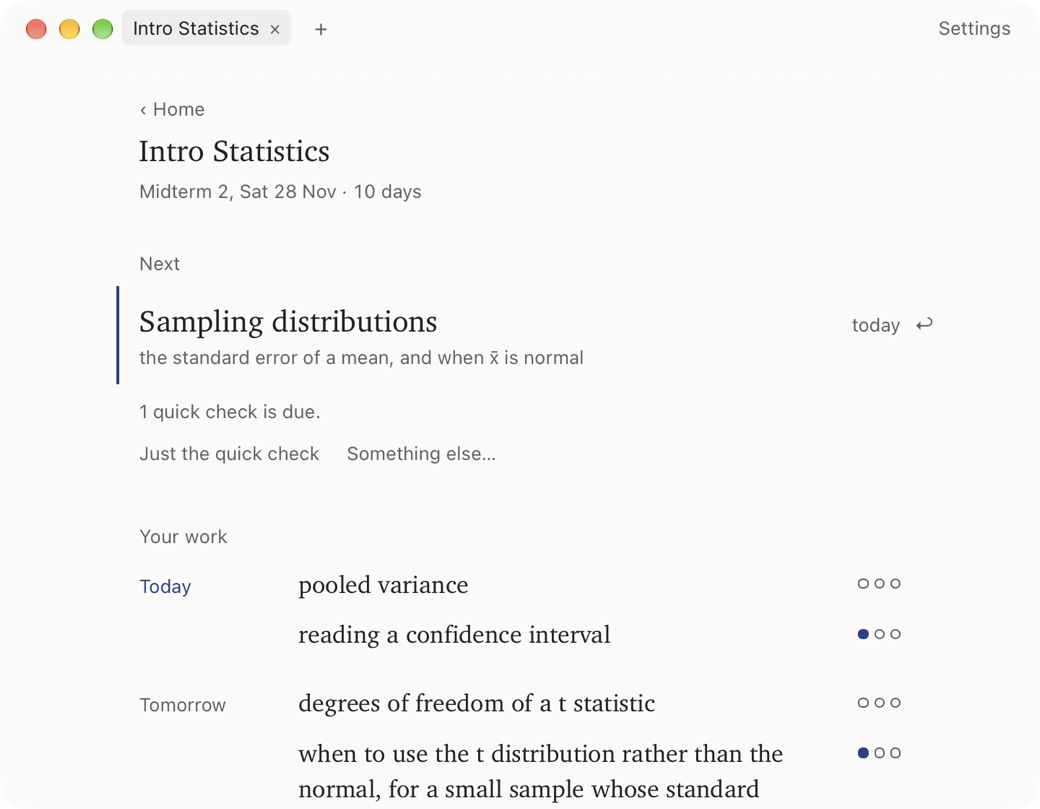 Intro Statistics × +
Settings
‹ Home
Intro Statistics
Midterm 2, Sat 28 Nov · 10 days
Next
Sampling distributions
today ↩
the standard error of a mean, and when x̄ is normal
1 quick check is due.
Just the quick check Something else…
Your work
Today
pooled variance
reading a confidence interval
Tomorrow
degrees of freedom of a t statistic
when to use the t distribution rather than the
normal, for a small sample whose standard